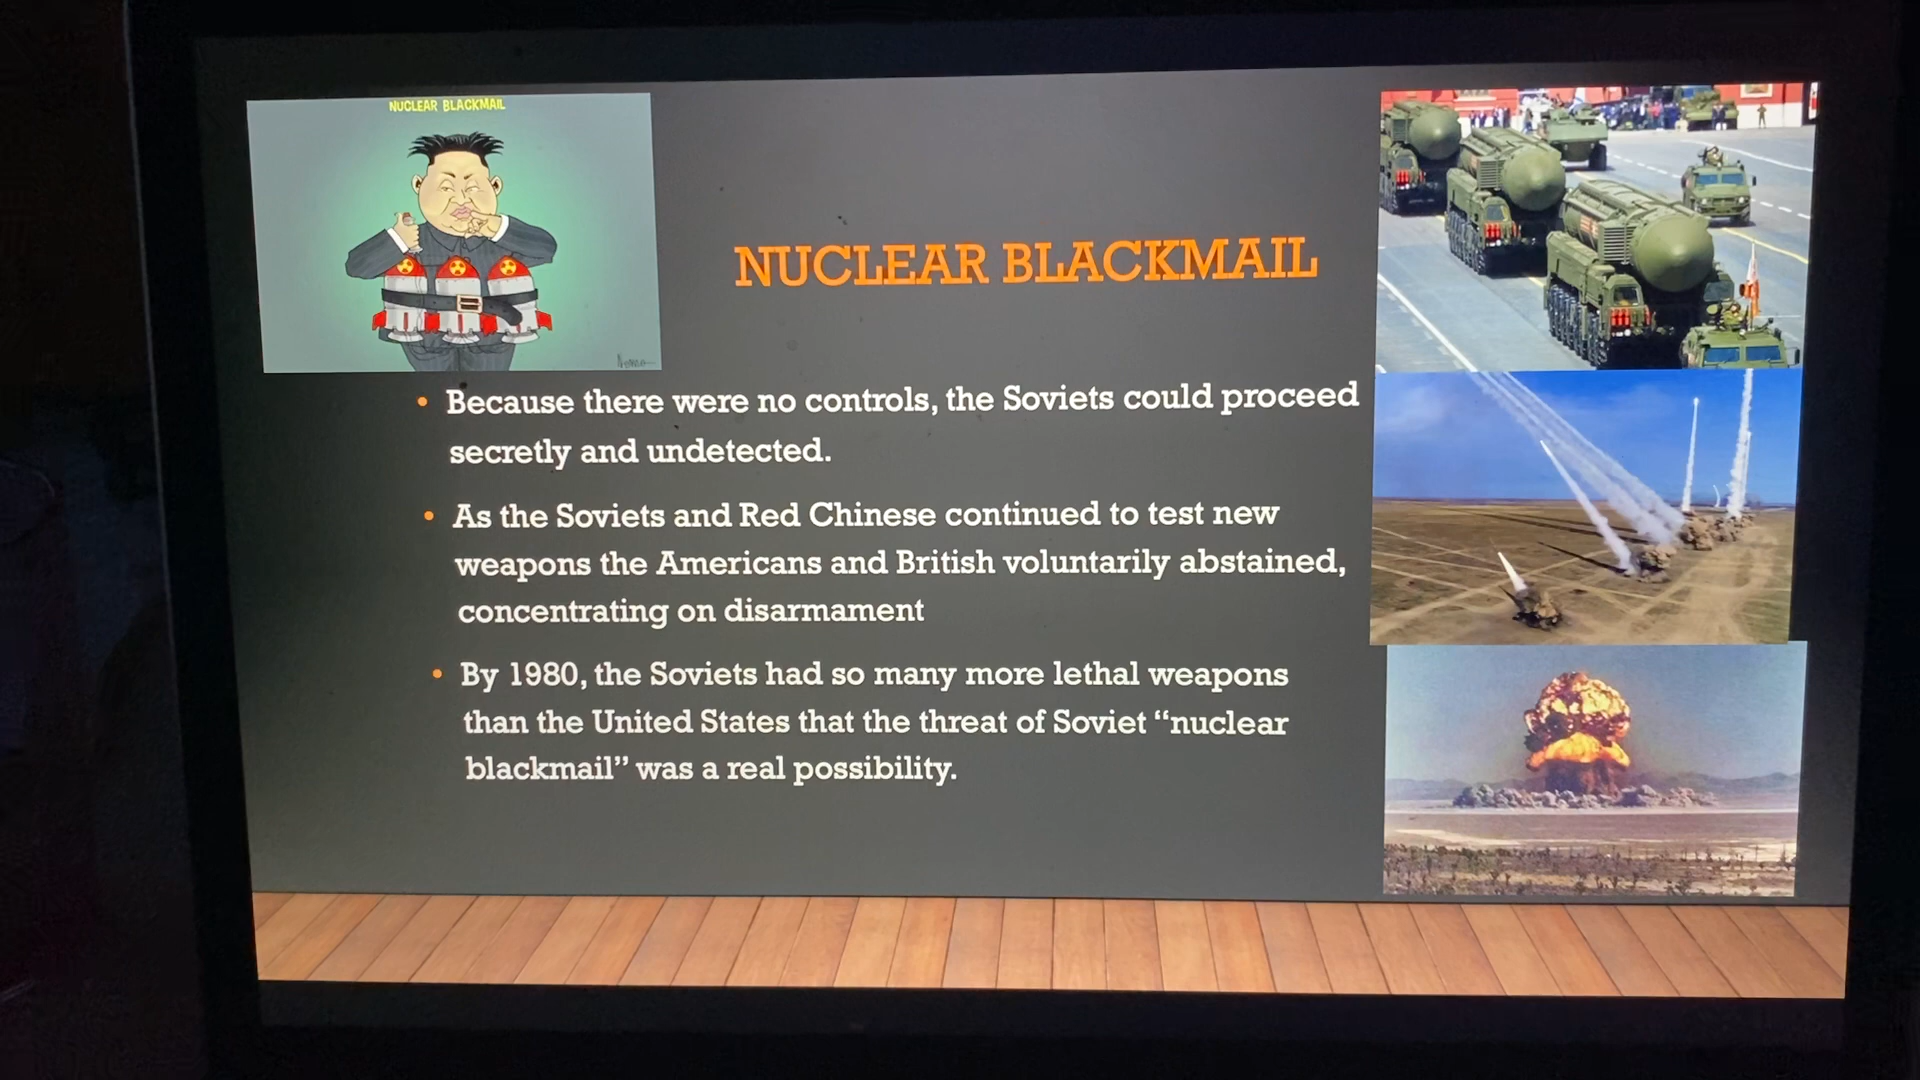 NUCLEAR BLACKMAIL
NUCLEAR BLACKMAIL
• Because there were no controls, the Soviets could proceed
secretly and undetected.
• As the Soviets and Red Chinese continued to test new
weapons the Americans and British voluntarily abstained,
concentrating on disarmament
• By 1980, the Soviets had so many more lethal weapons
than the United States that the threat of Soviet “nuclear
blackmail” was a real possibility.